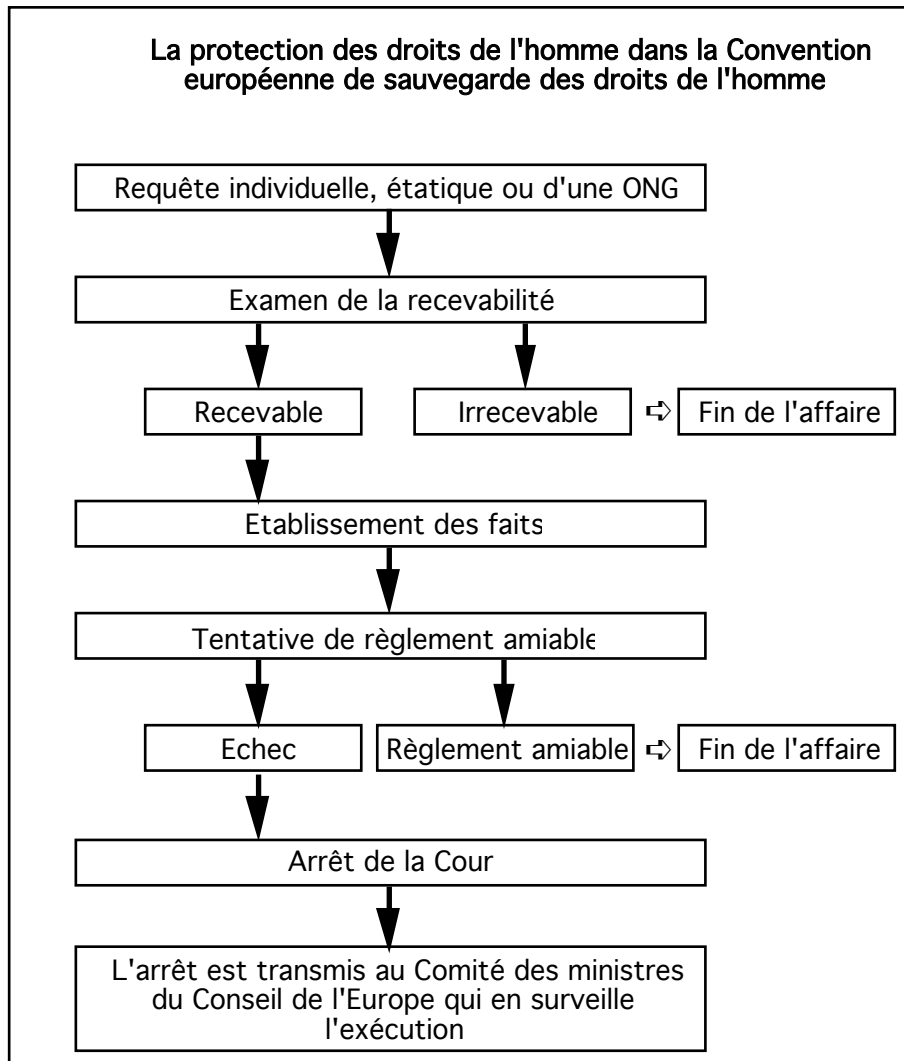 La protection des droits de l'homme dans la Convention
européenne de sauvegarde des droits de l'homme
Requête individuelle, étatique ou d'une ONG
Examen de la recevabilité
Recevable
Irrecevable
Fin de l'affaire
Etablissement des faits
Tentative de règlement amiable
Echec
Règlement amiable
Fin de l'affaire
Arrêt de la Cour
L'arrêt est transmis au Comité des ministres
du Conseil de l'Europe qui en surveille
l'exécution